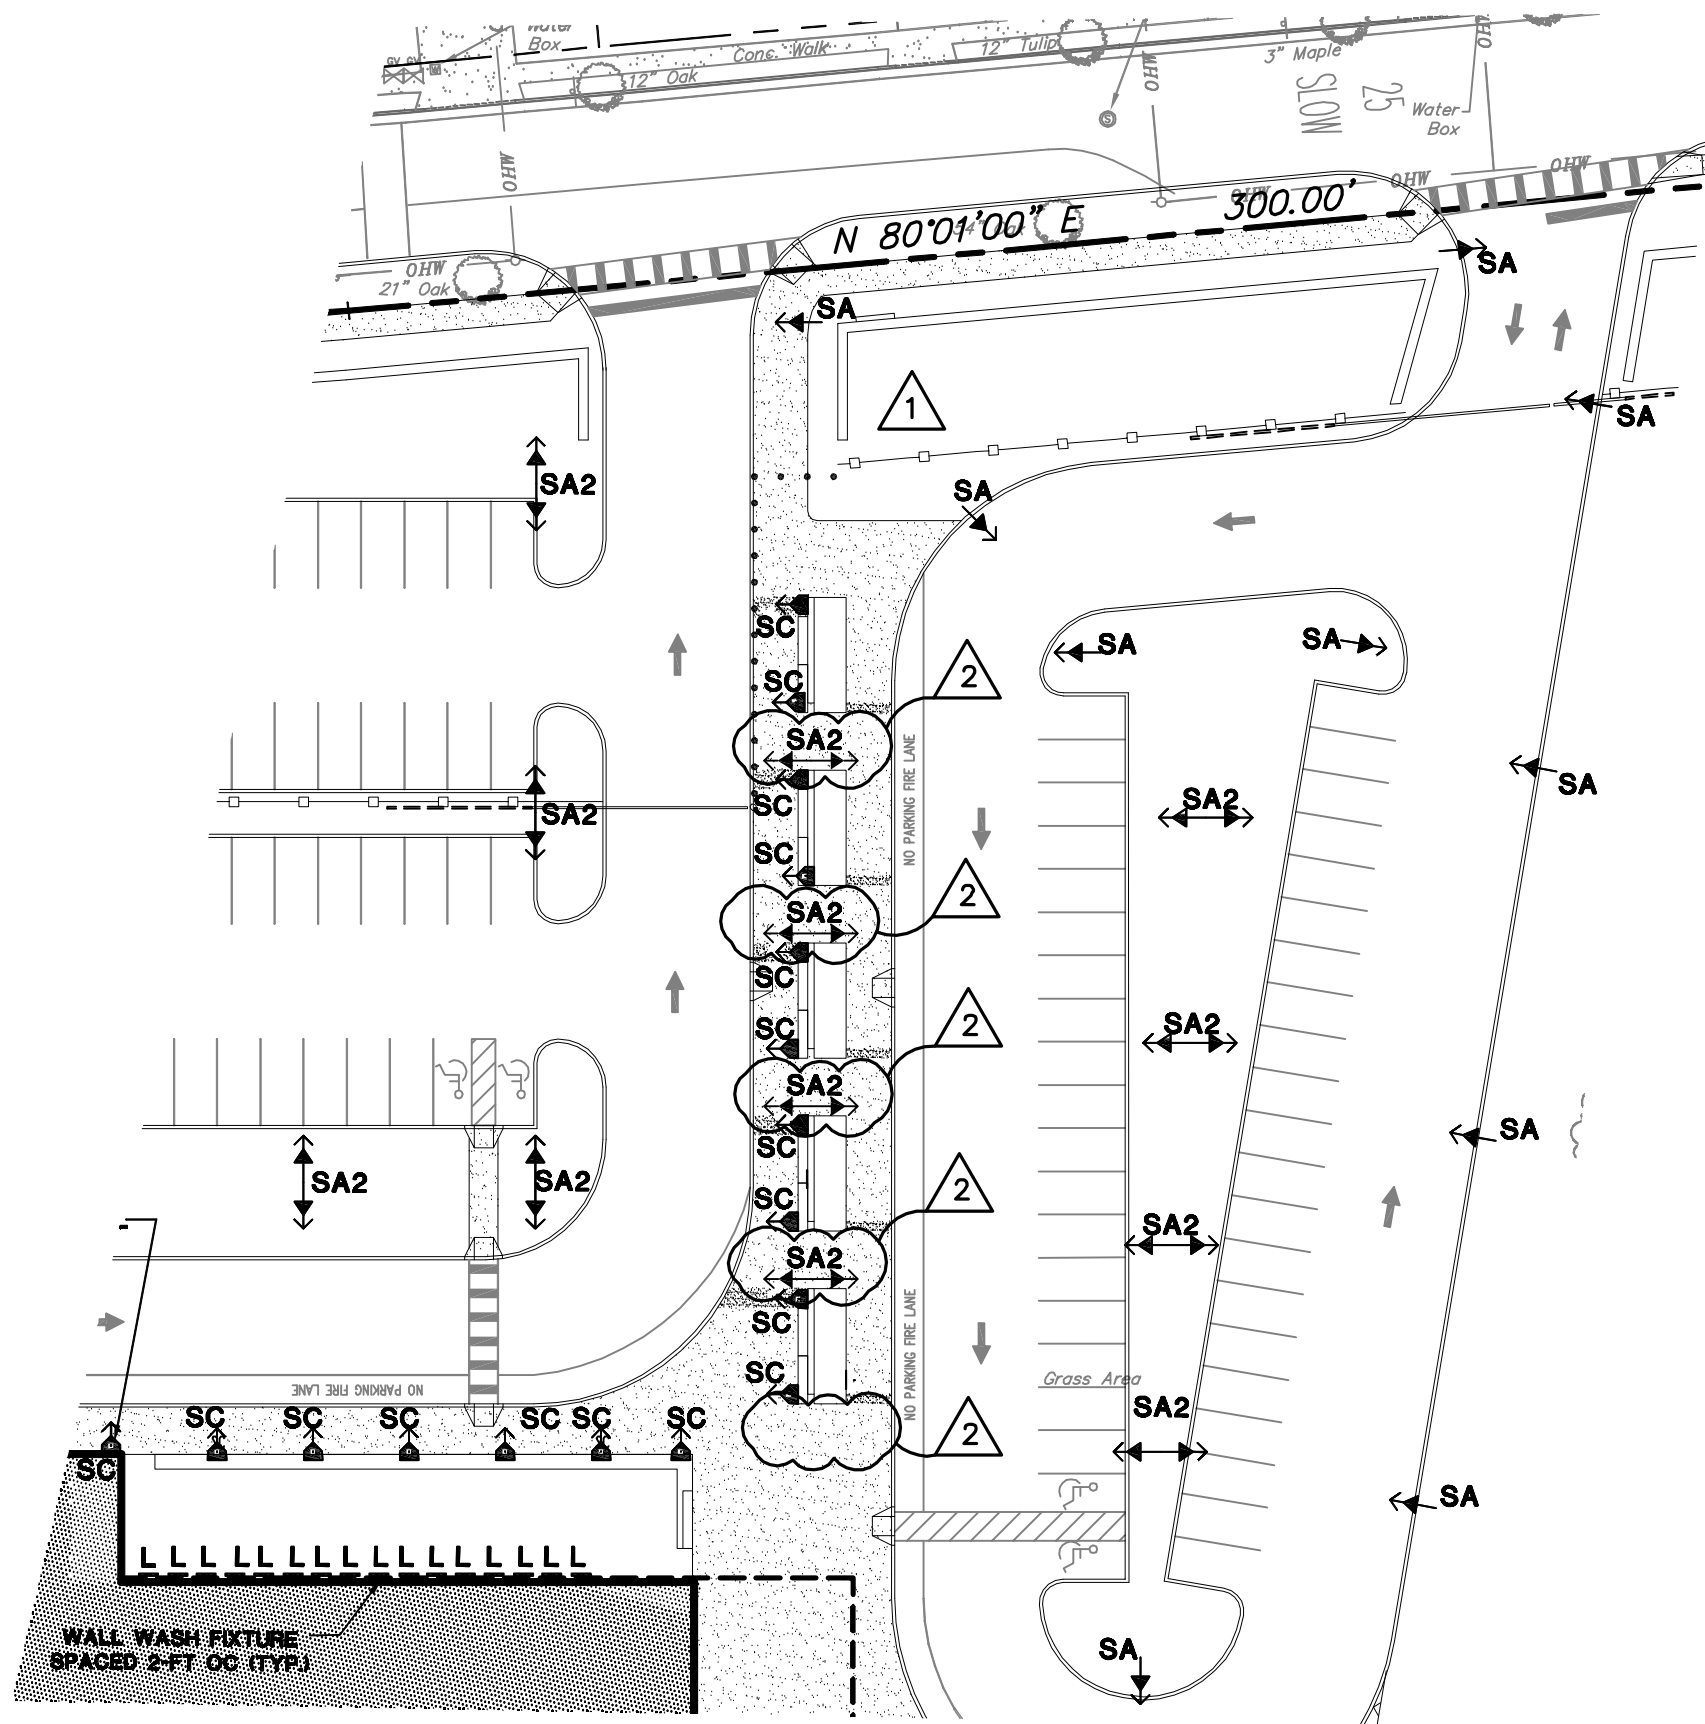 Water
Box
GV GV
W
Conc. Walk
12" Tulip
3" Maple
12" Oak
SLOW
25
Water
Box
S
OHW
OHW
OHW
OHW
OHW
OHW
N 80°01'00" E 300.00'
OHW
21" Oak
SA
SA
1
SA
SA2
SA
SC
SA
SA
2
SC
SA2
SA
SA2
SA2
SC
NO PARKING FIRE LANE
SC
2
SA2
SC
2
SC
SA2
SA2
SA
SC
SA2
SA2
2
SC
SA2
SA2
SC
NO PARKING FIRE LANE
SC
Grass Area
NO PARKING FIRE LANE
SA2
SC
SC
SC
SC
SC
SC
2
SC
SA
L L L L L L L L L L L L L L L
WALL WASH FIXTURE
SPACED 2-FT OC (TYP.)
SA